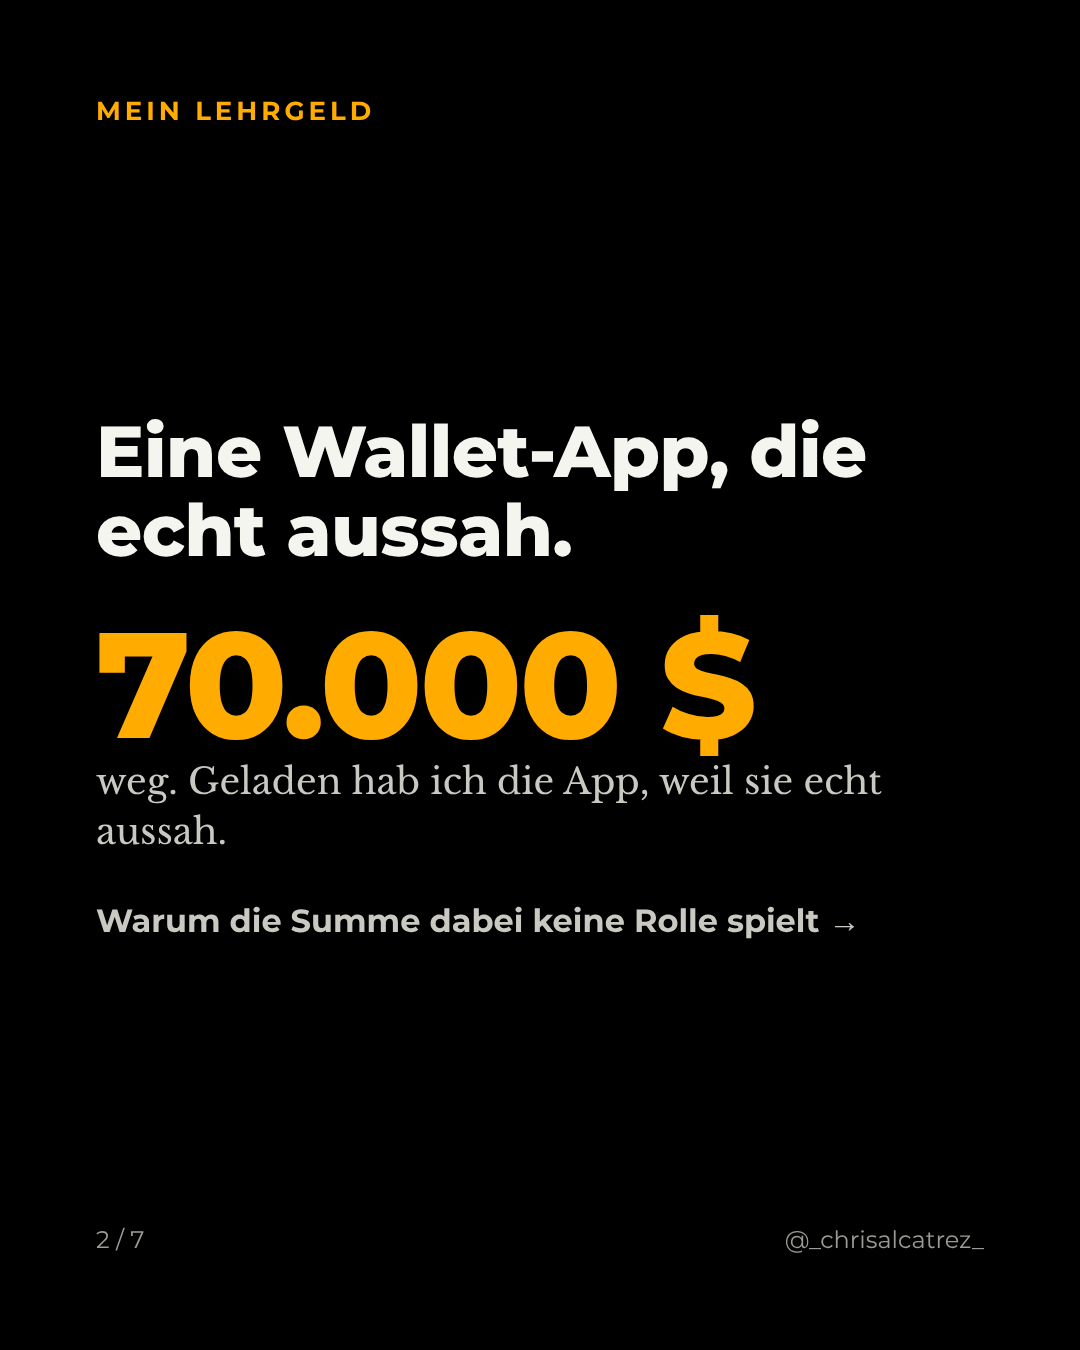 MEIN LEHRGELD
Eine Wallet-App, die
echt aussah.
70.000 $
weg. Geladen hab ich die App, weil sie echt
aussah.
Warum die Summe dabei keine Rolle spielt →
2 / 7
@_chrisalcatrez_